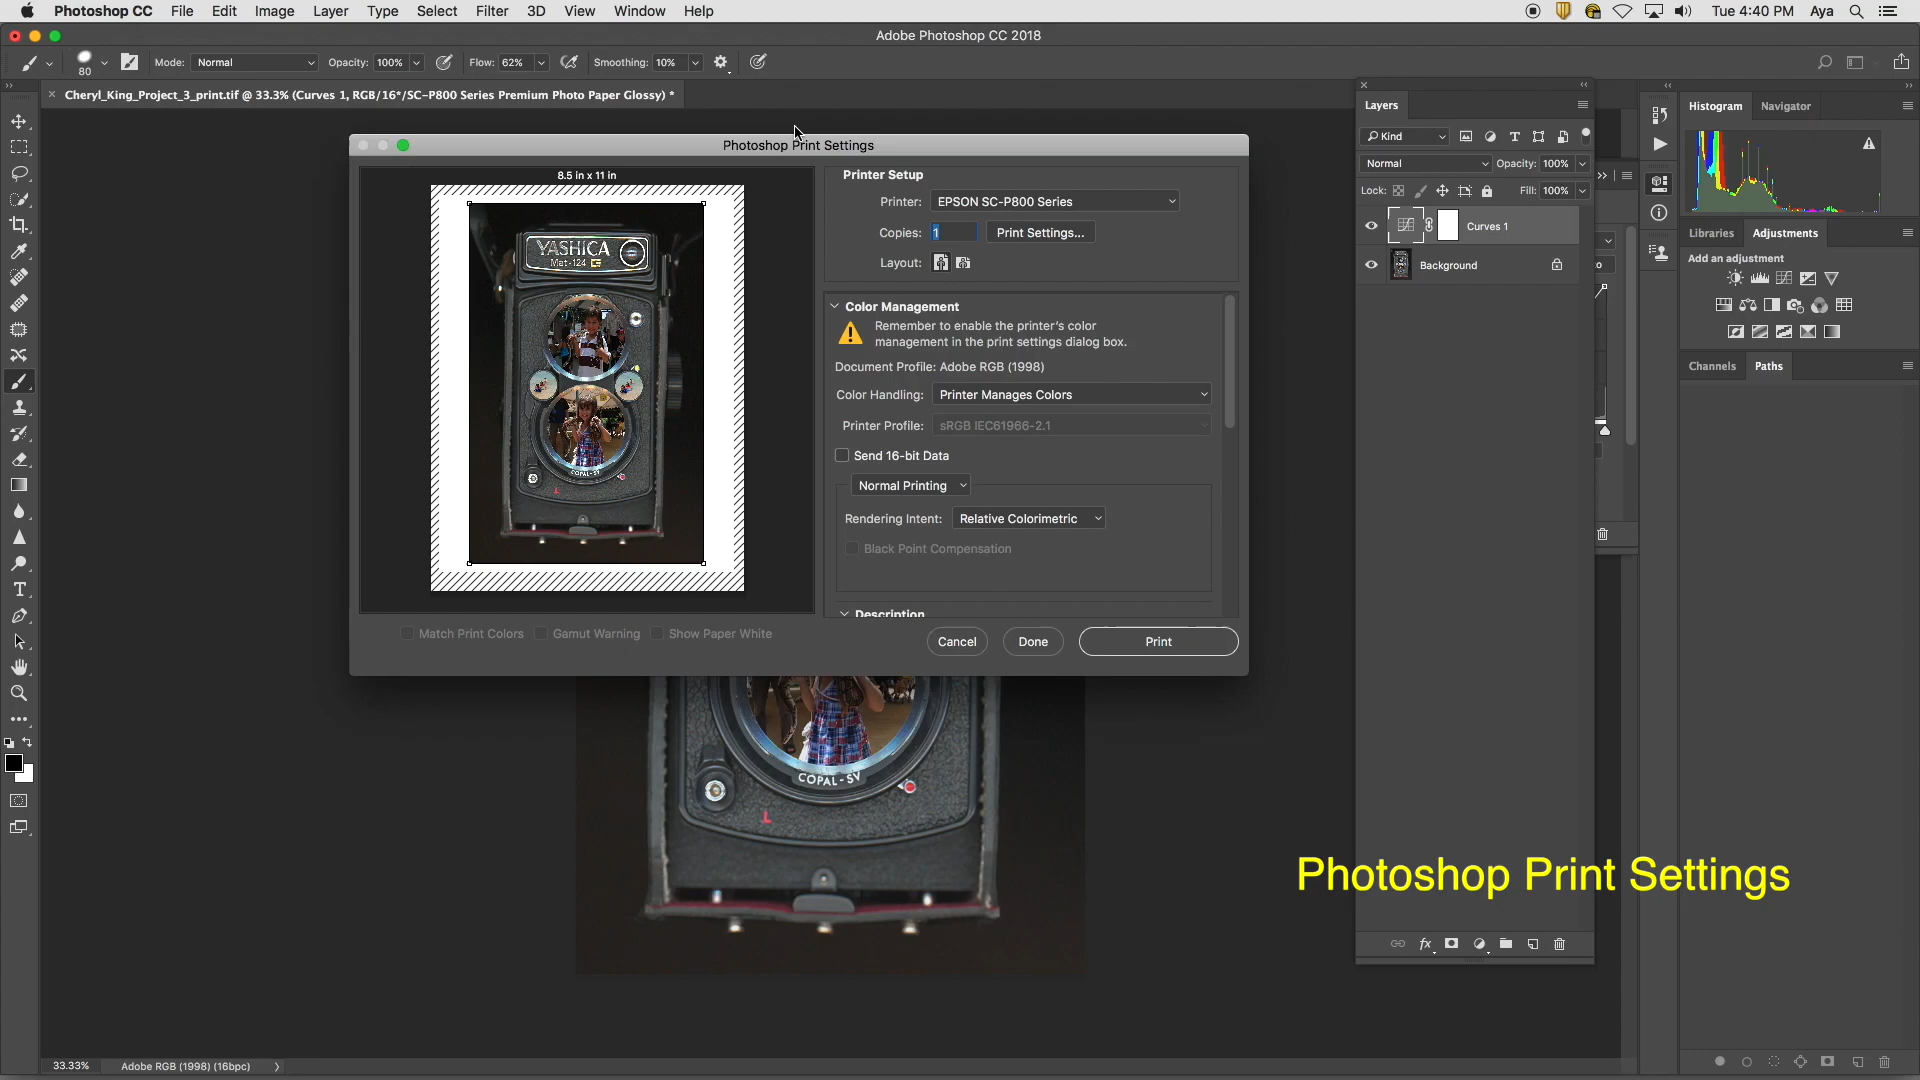 Photoshop CC File Edit Image Layer Type Select Filter 3D View Window Help Tue 4:40 PM Aya
Adobe Photoshop CC 2018
80 Mode: Normal Opacity: 100% Flow: 62% Smoothing: 10%
Cheryl_King_Project_3_print.tif @ 33.3% (Curves 1, RGB/16*/SC-P800 Series Premium Photo Paper Glossy) *
Photoshop Print Settings
8.5 in x 11 in
YASHICA
Mat-124 G
COPAL-SV
L
Printer Setup
Printer: EPSON SC-P800 Series
Copies: 1 Print Settings...
Layout:
Color Management
Remember to enable the printer's color
management in the print settings dialog box.
Document Profile: Adobe RGB (1998)
Color Handling: Printer Manages Colors
Printer Profile: sRGB IEC61966-2.1
Send 16-bit Data
Normal Printing
Rendering Intent: Relative Colorimetric
Black Point Compensation
Description
Match Print Colors Gamut Warning Show Paper White
Cancel Done Print
COPAL-SV
L
Layers
Kind
Normal Opacity: 100%
Lock: Fill: 100%
Curves 1
Background
fx
Histogram Navigator
Libraries Adjustments
Add an adjustment
Channels Paths
Photoshop Print Settings
33.33% Adobe RGB (1998) (16bpc)